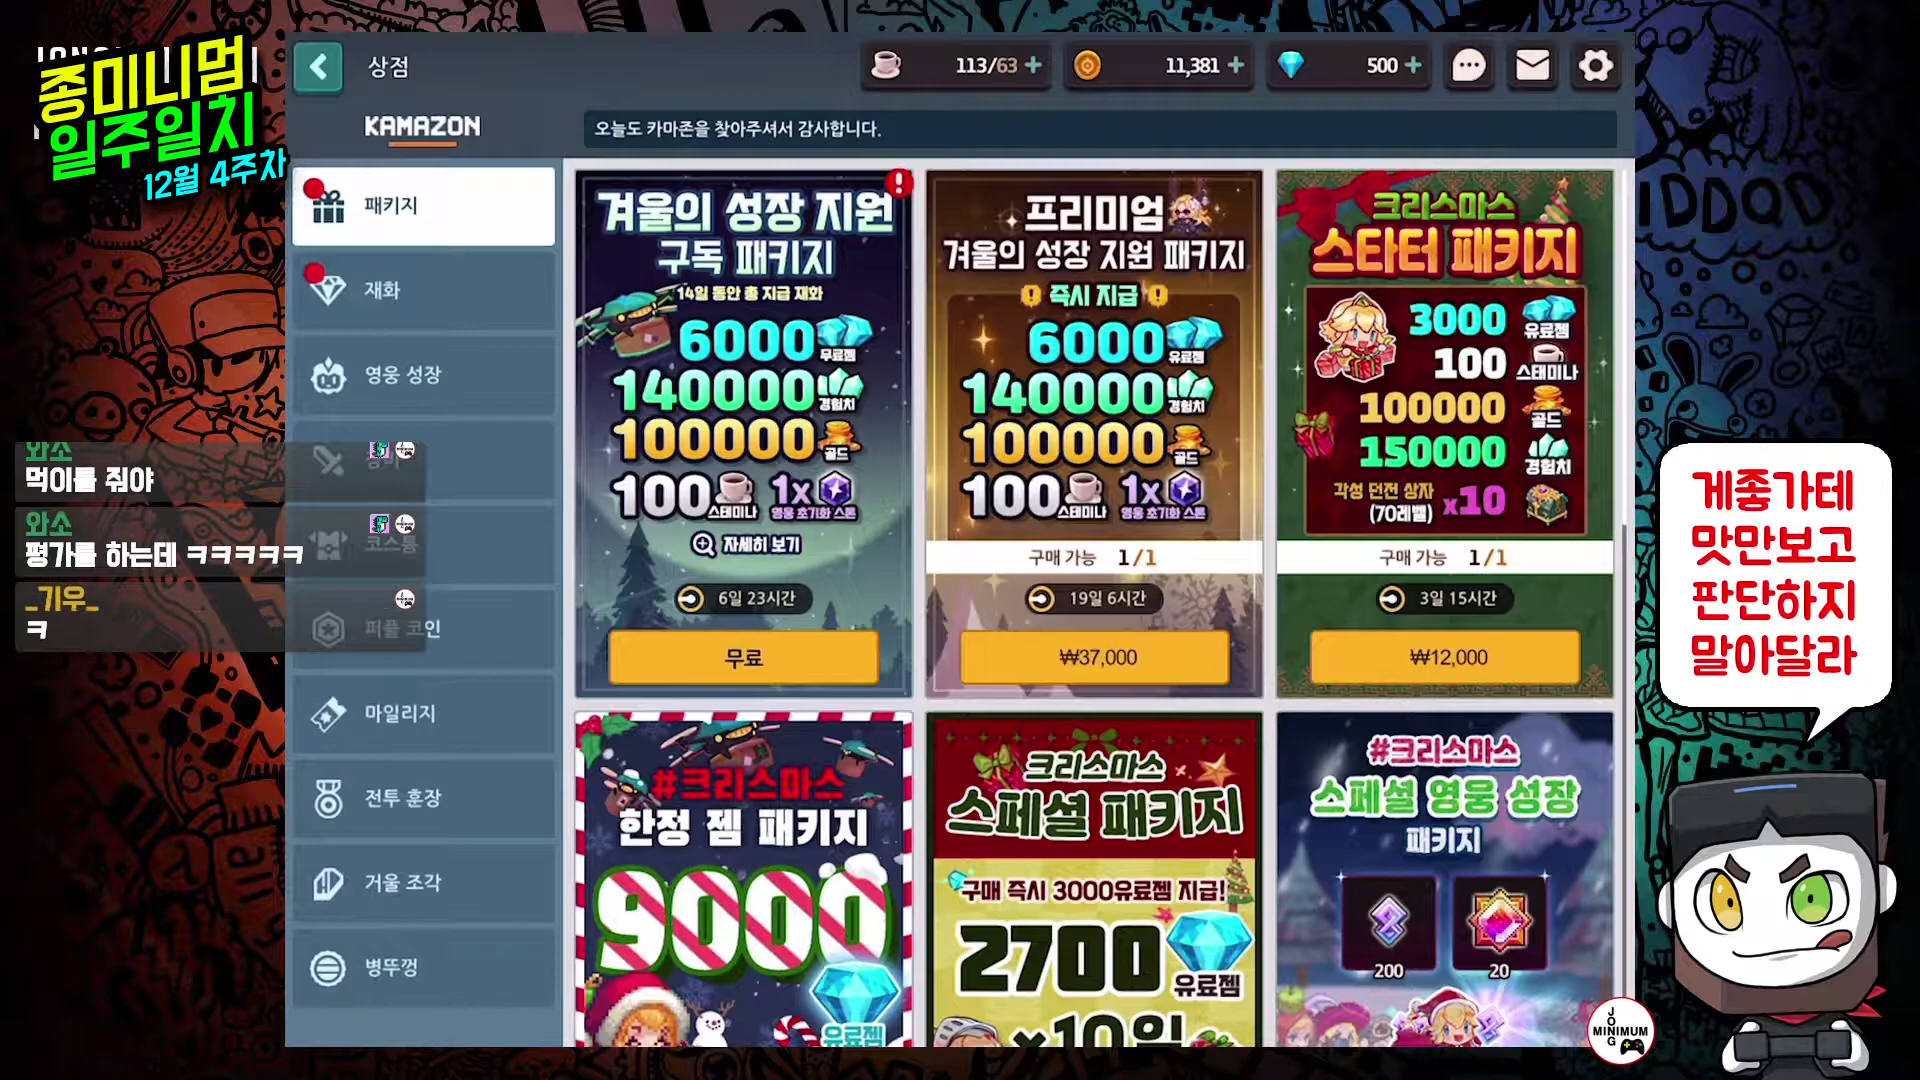 종미니멈
일주일치
12월 4주차
상점
113/63
11,381
500
KAMAZON
오늘도 카마존을 찾아주셔서 감사합니다.
패키지
재화
영웅 성장
코스튬
퍼플 코인
마일리지
전투 훈장
거울 조각
병뚜껑
와소
먹이를 줘야
와소
평가를 하는데 ㅋㅋㅋㅋㅋ
_기우_
ㅋ
겨울의 성장 지원
구독 패키지
14일 동안 총 지급 재화
6000 무료젬
140000 경험치
100000 골드
100 스태미나 1x 영웅 초기화 스톤
자세히 보기
6일 23시간
무료
프리미엄
겨울의 성장 지원 패키지
즉시 지급
6000 유료젬
140000 경험치
100000 골드
100 스태미나 1x 영웅 초기화 스톤
구매 가능 1/1
19일 6시간
₩37,000
크리스마스
스타터 패키지
3000 유료젬
100 스태미나
100000 골드
150000 경험치
각성 던전 상자
(70레벨) x10
구매 가능 1/1
3일 15시간
₩12,000
#크리스마스
한정 젬 패키지
9000
유료젬
크리스마스
스페셜 패키지
구매 즉시 3000유료젬 지급!
2700 유료젬
x10일
#크리스마스
스페셜 영웅 성장
패키지
200
20
게좋가테
맛만보고
판단하지
말아달라
IDDQD
JONG
MINIMUM